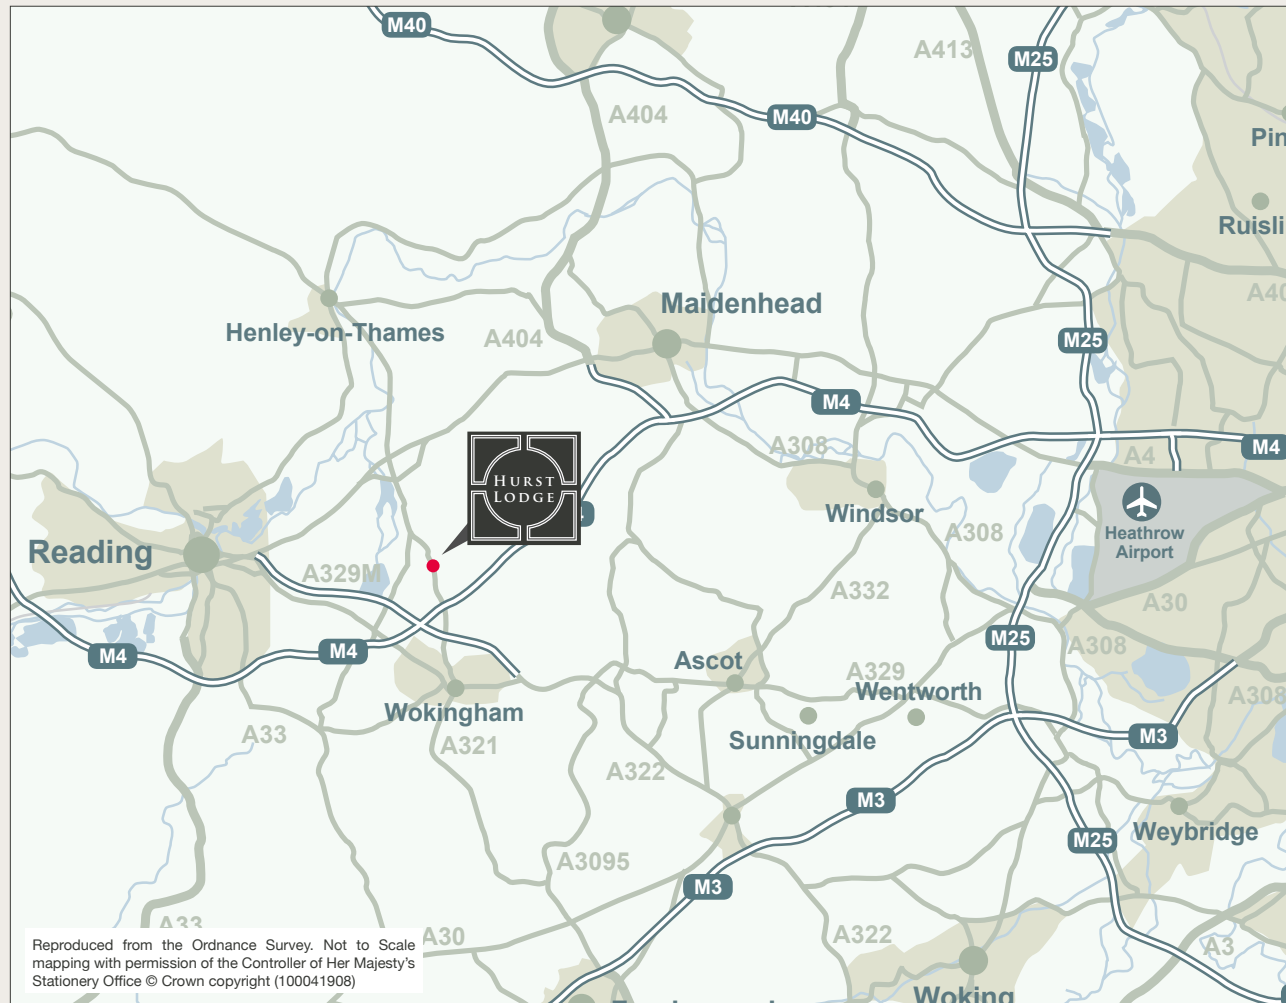 M40
A413
M25
A404
M40
Ruisli
Maidenhead
Henley-on-Thames
A404
M25
M4
A308
A4
M4
HURST
LODGE
Windsor
A308
Heathrow
Airport
Reading
A329M
A332
A30
M25
A308
M4
M4
Ascot
A329
Wentworth
A308
Wokingham
A33
A321
Sunningdale
M3
A322
M3
Weybridge
M25
A3095
M3
A33
A30
A322
A3
Woking
Reproduced from the Ordnance Survey. Not to Scale
mapping with permission of the Controller of Her Majesty's
Stationery Office © Crown copyright (100041908)